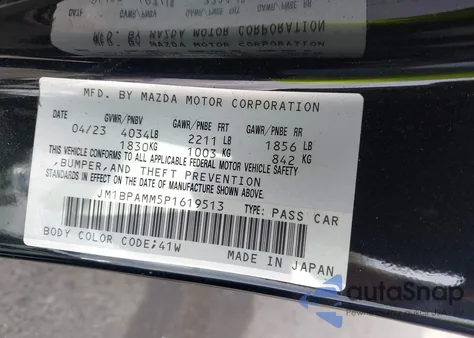 MAZDA MOTOR CORPORATION
MFD. BY MAZDA MOTOR CORPORATION
GVWR/PNBV GAWR/PNBE FRT GAWR/PNBE RR
04/23 4034LB 2211 LB 1856 LB
1830KG 1003 KG 842 KG
THIS VEHICLE CONFORMS TO ALL APPLICABLE FEDERAL MOTOR VEHICLE SAFETY
,BUMPER,AND THEFT PREVENTION
STANDARDS IN EFFECT ON THE DATE OF MANUFACTURE SHOWN ABOVE.
JM1BPAMM5P1619513 TYPE: PASS CAR
BODY COLOR CODE:41W MADE IN JAPAN
autoSnap